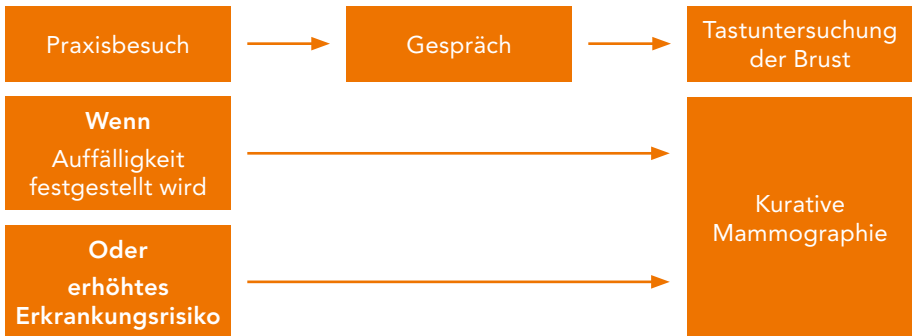 Praxisbesuch
Gespräch
Tastuntersuchung
der Brust
Wenn
Auffälligkeit
festgestellt wird
Oder
erhöhtes
Erkrankungsrisiko
Kurative
Mammographie